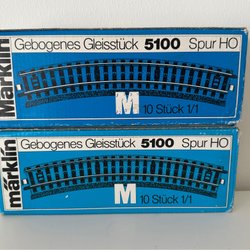 Märklin
Gebogenes Gleisstück 5100 Spur HO
M
10 Stück 1/1
märklin
Gebogenes Gleisstück 5100 Spur HO
M
10 Stück 1/1